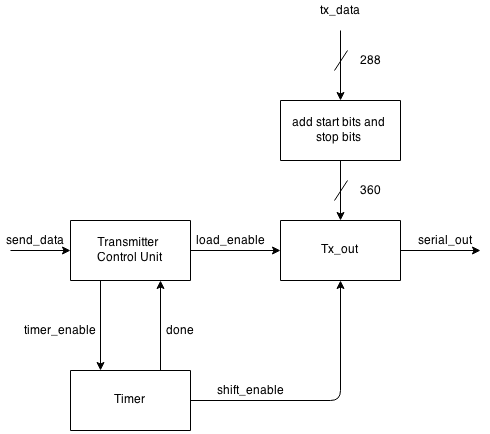 tx_data
288
add start bits and
stop bits
360
send_data
Transmitter
Control Unit
load_enable
Tx_out
serial_out
timer_enable
done
Timer
shift_enable